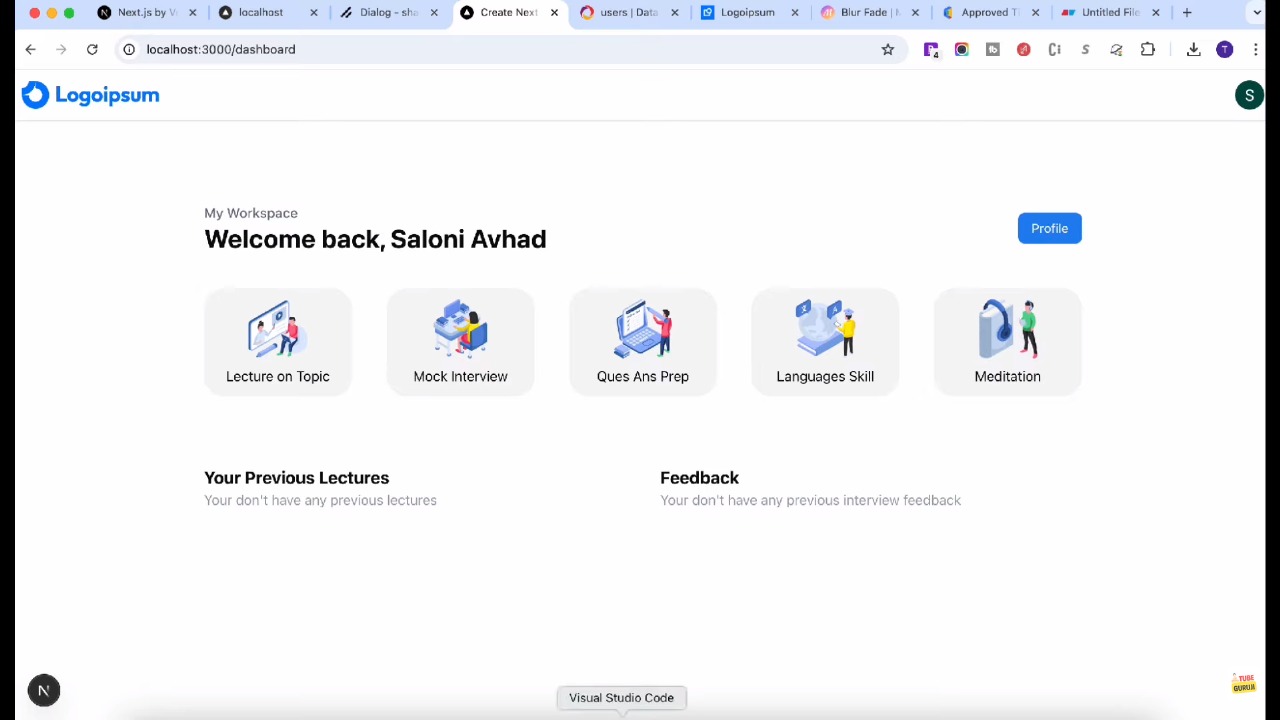 Next.js by V
localhost
Dialog - sha
Create Next
users | Data
Logoipsum
Blur Fade |
Approved T
Untitled File
localhost:3000/dashboard
4
T
Logoipsum
S
My Workspace
Welcome back, Saloni Avhad
Profile
Lecture on Topic
Mock Interview
Ques Ans Prep
Languages Skill
Meditation
Your Previous Lectures
Your don't have any previous lectures
Feedback
Your don't have any previous interview feedback
N
TUBE
GURUJI
Visual Studio Code